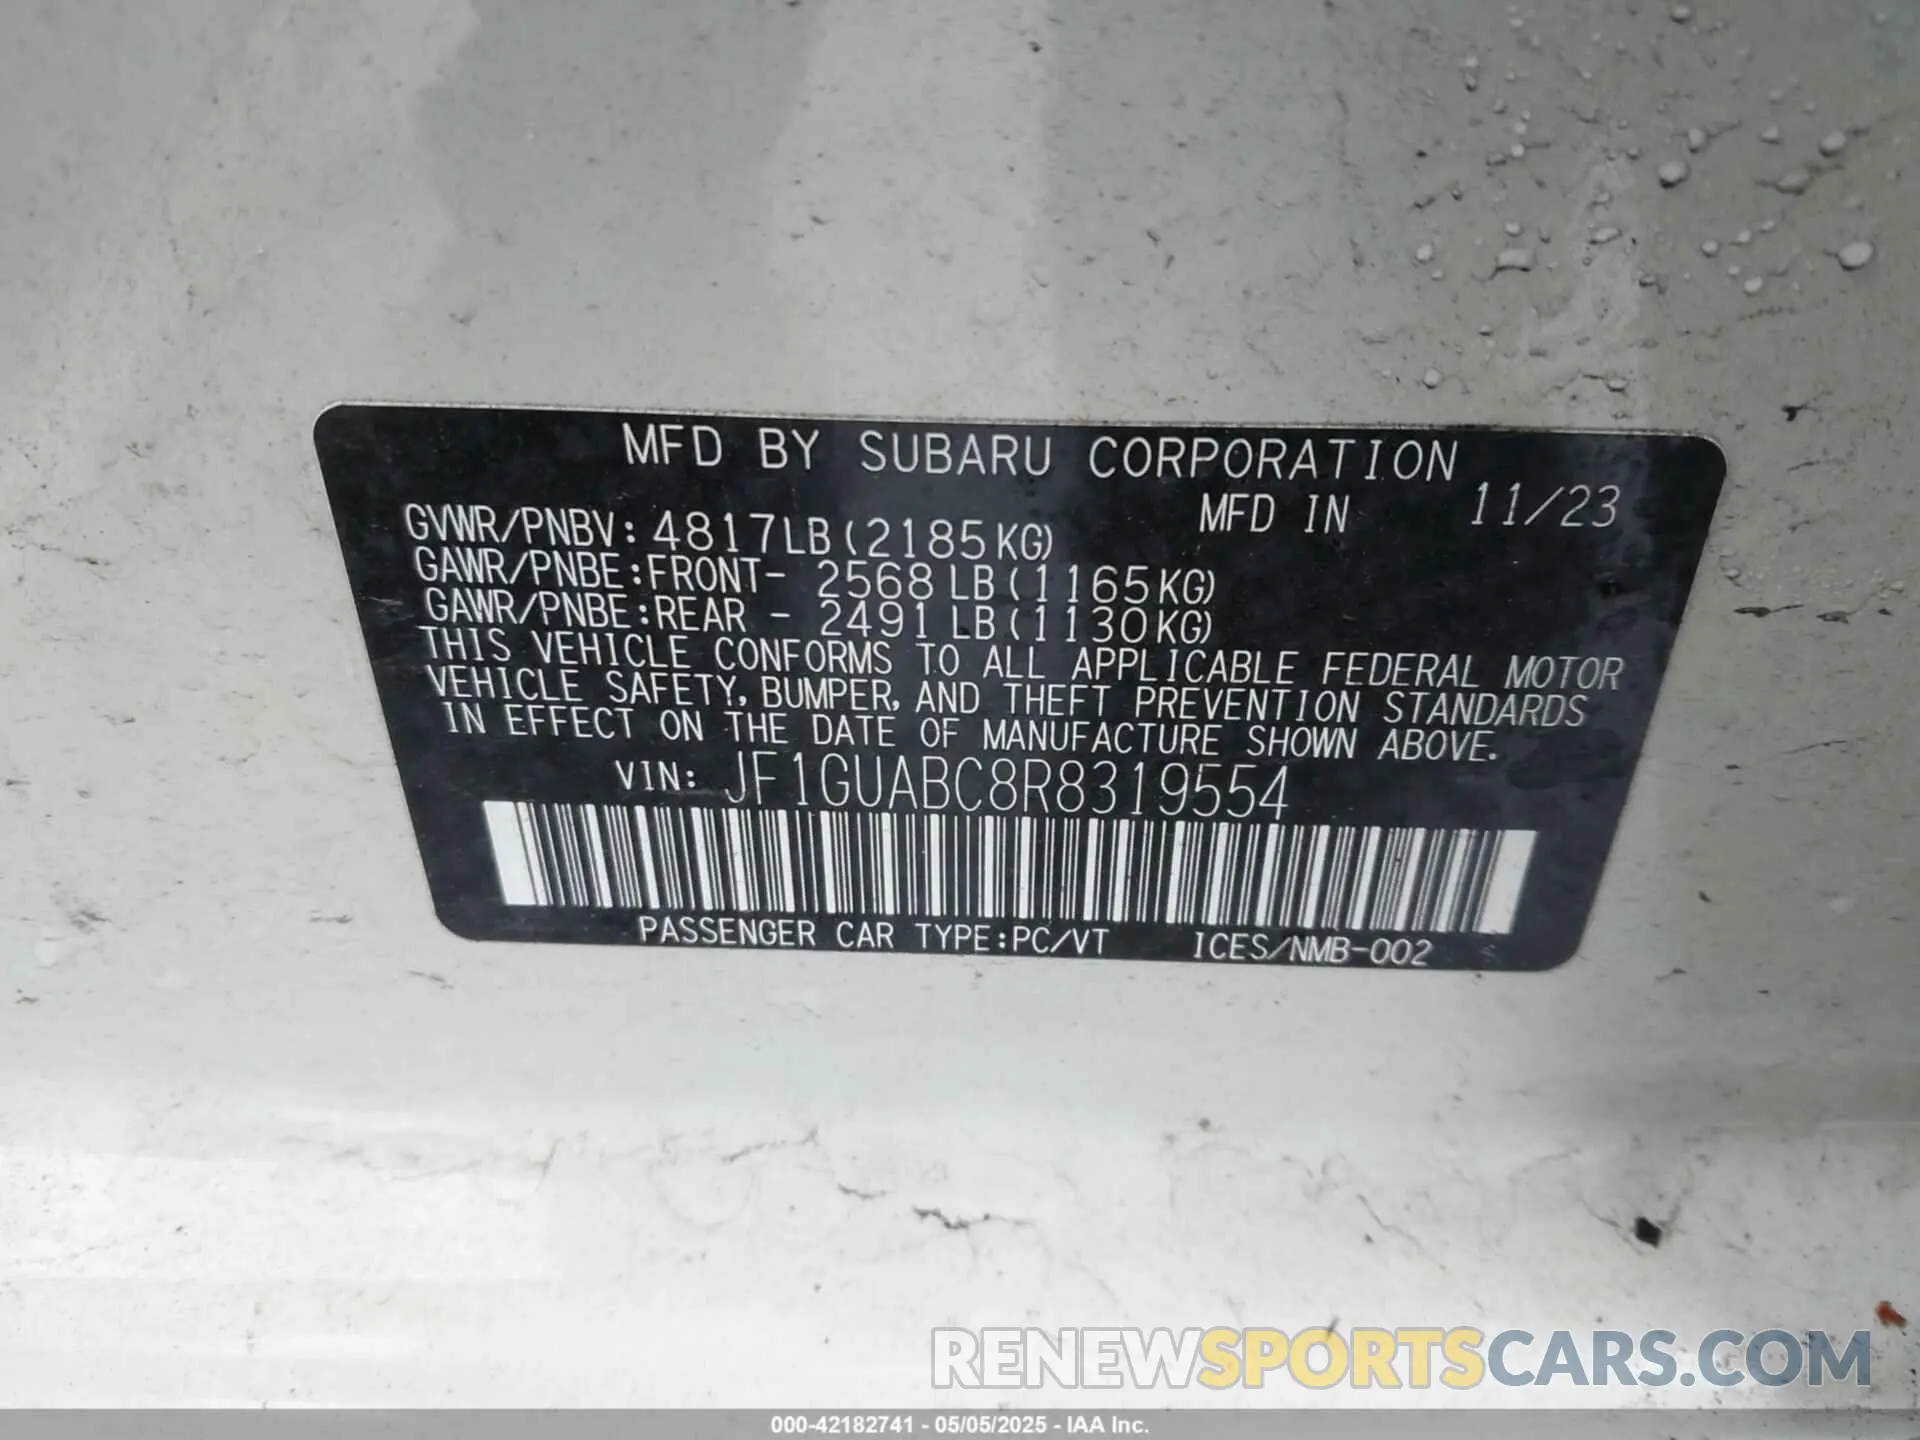 MFD BY SUBARU CORPORATION
MFD IN 11/23
GVWR/PNBV: 4817LB(2185KG)
GAWR/PNBE:FRONT- 2568LB(1165KG)
GAWR/PNBE:REAR - 2491LB(1130KG)
THIS VEHICLE CONFORMS TO ALL APPLICABLE FEDERAL MOTOR
VEHICLE SAFETY, BUMPER, AND THEFT PREVENTION STANDARDS
IN EFFECT ON THE DATE OF MANUFACTURE SHOWN ABOVE.
VIN: JF1GUABC8R8319554
PASSENGER CAR TYPE:PC/VT ICES/NMB-002
RENEWSPORTSCARS.COM
000-42182741 - 05/05/2025 - IAA Inc.